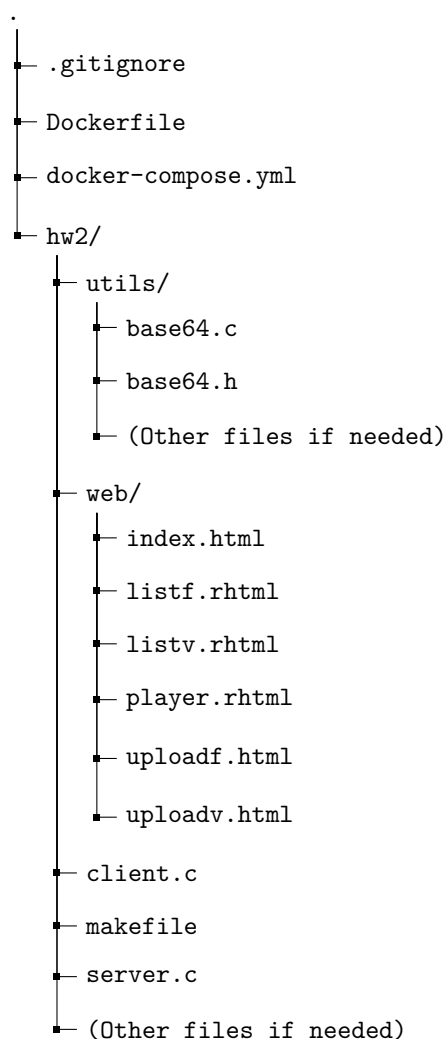 .
.gitignore
Dockerfile
docker-compose.yml
hw2/
utils/
base64.c
base64.h
(Other files if needed)
web/
index.html
listf.rhtml
listv.rhtml
player.rhtml
uploadf.html
uploadv.html
client.c
makefile
server.c
(Other files if needed)